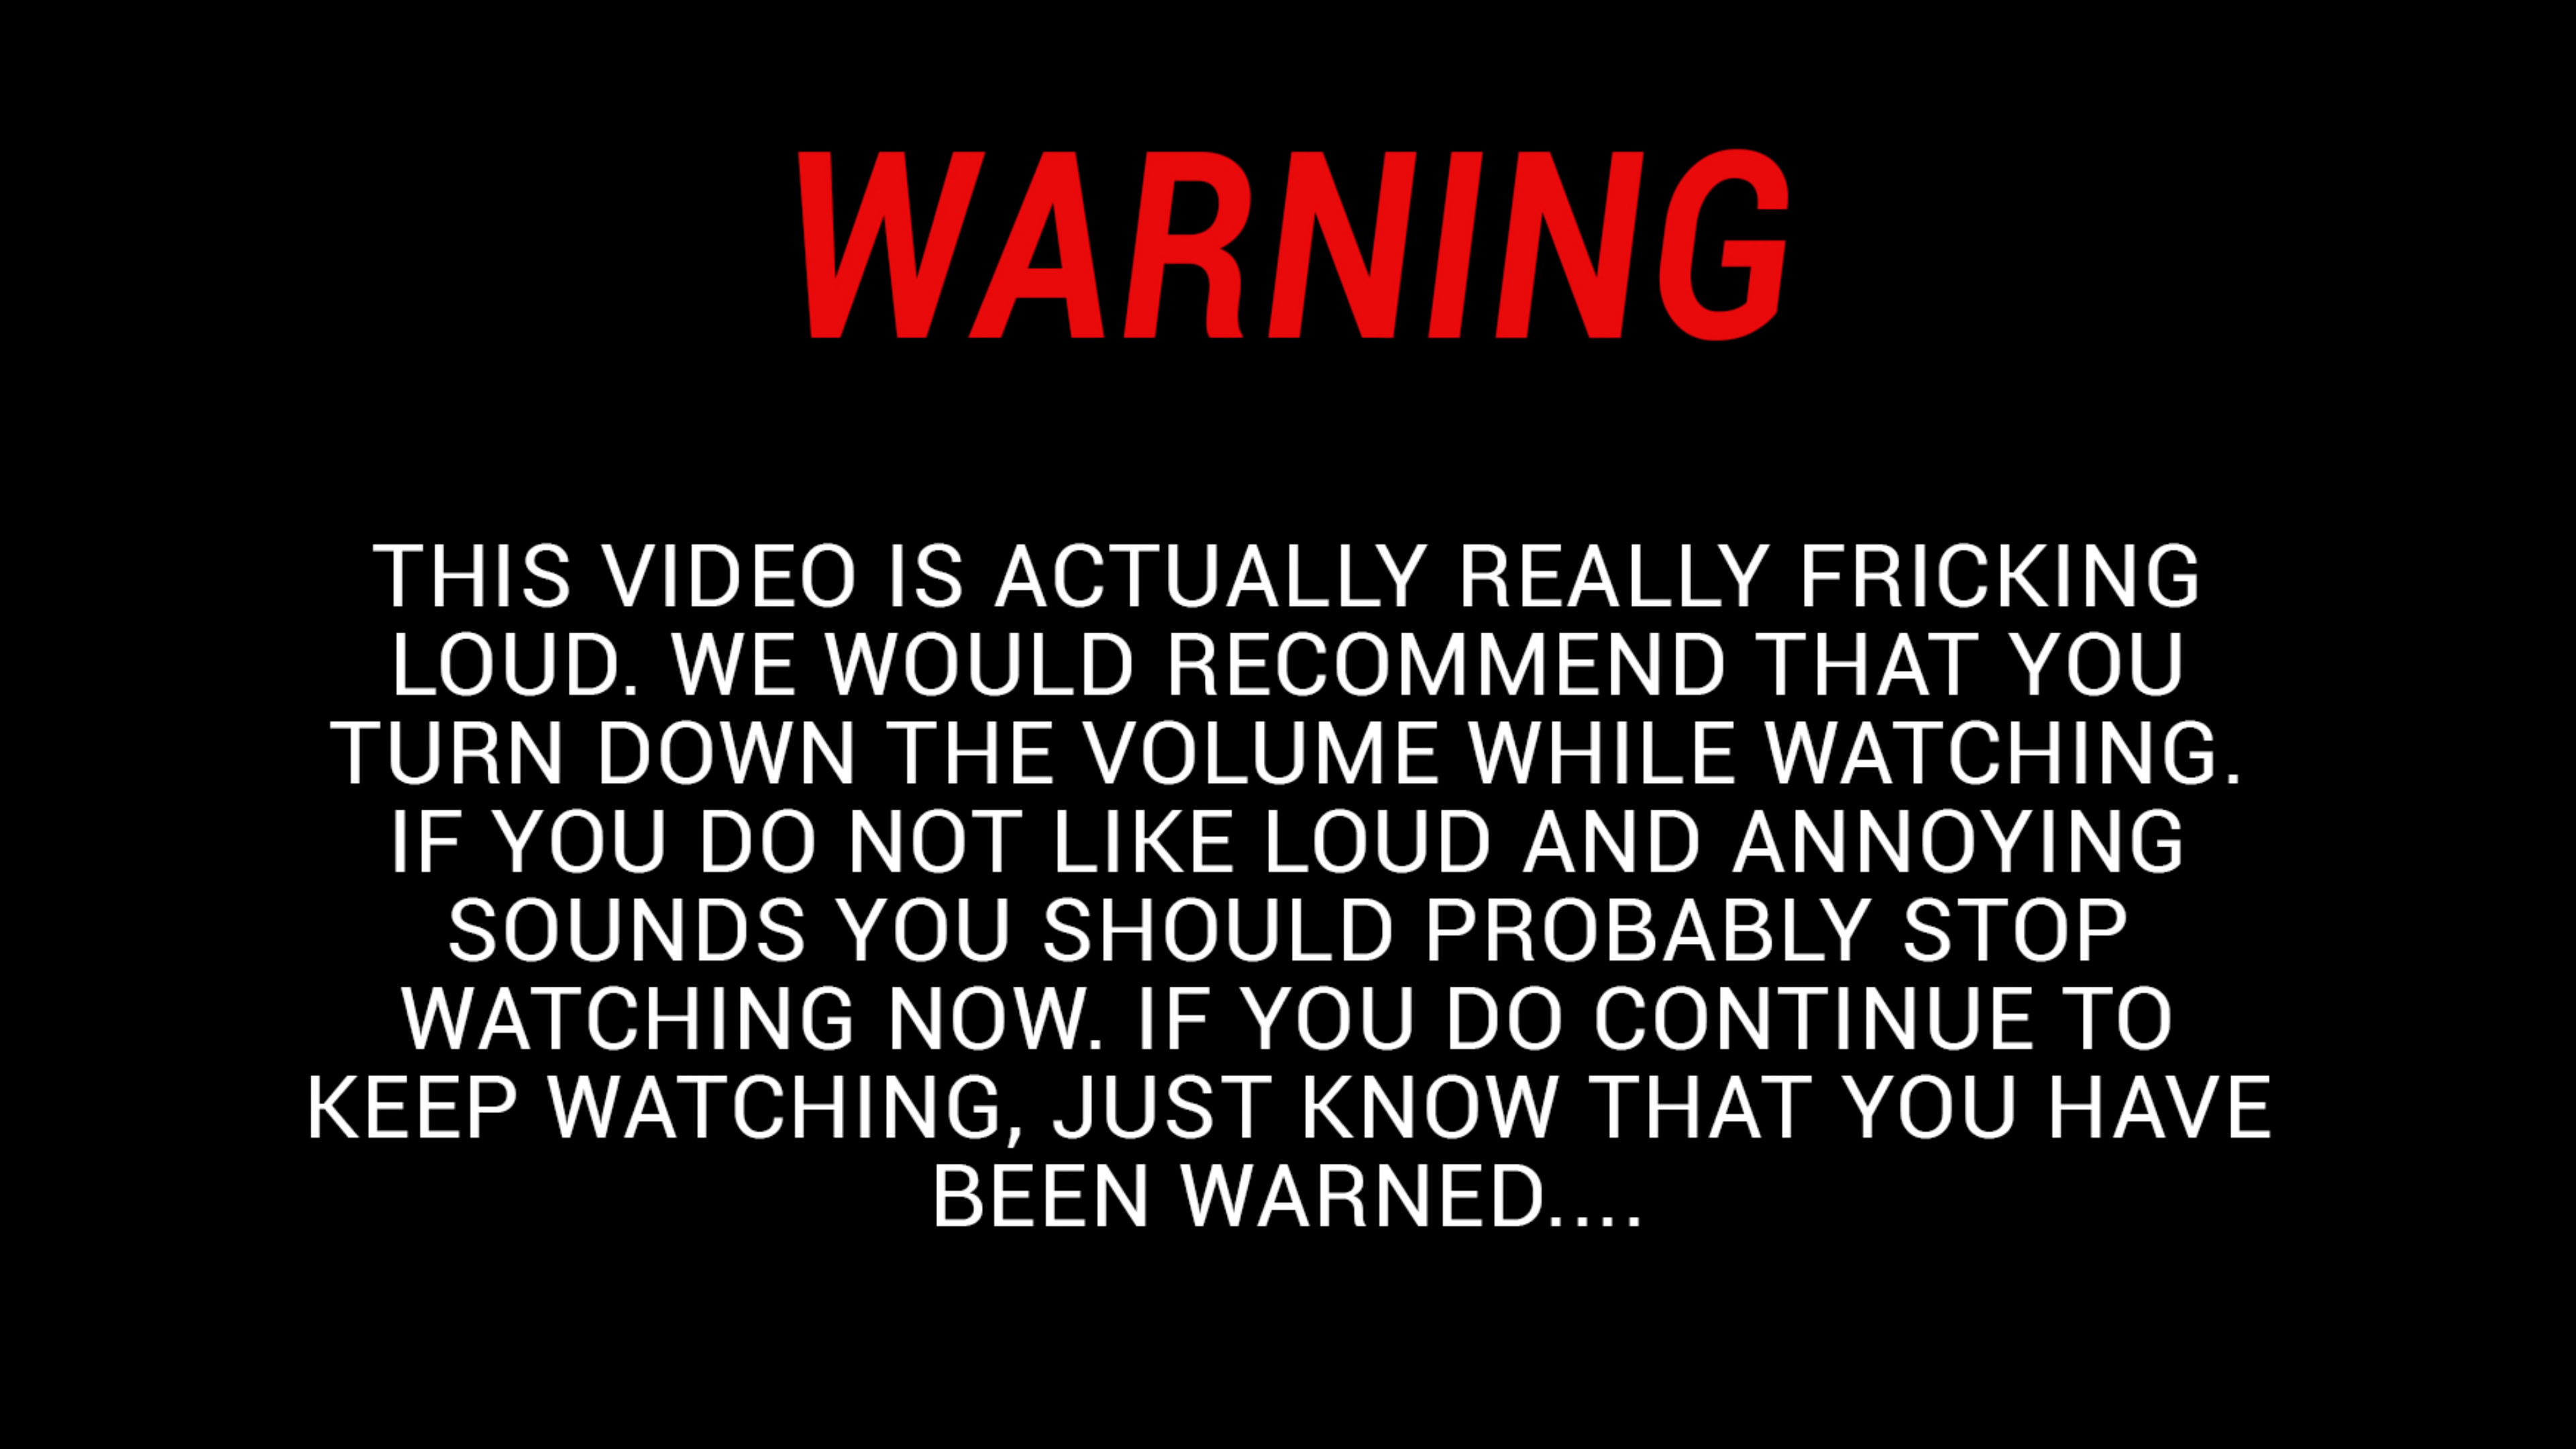 WARNING
THIS VIDEO IS ACTUALLY REALLY FRICKING
LOUD. WE WOULD RECOMMEND THAT YOU
TURN DOWN THE VOLUME WHILE WATCHING.
IF YOU DO NOT LIKE LOUD AND ANNOYING
SOUNDS YOU SHOULD PROBABLY STOP
WATCHING NOW. IF YOU DO CONTINUE TO
KEEP WATCHING, JUST KNOW THAT YOU HAVE
BEEN WARNED....